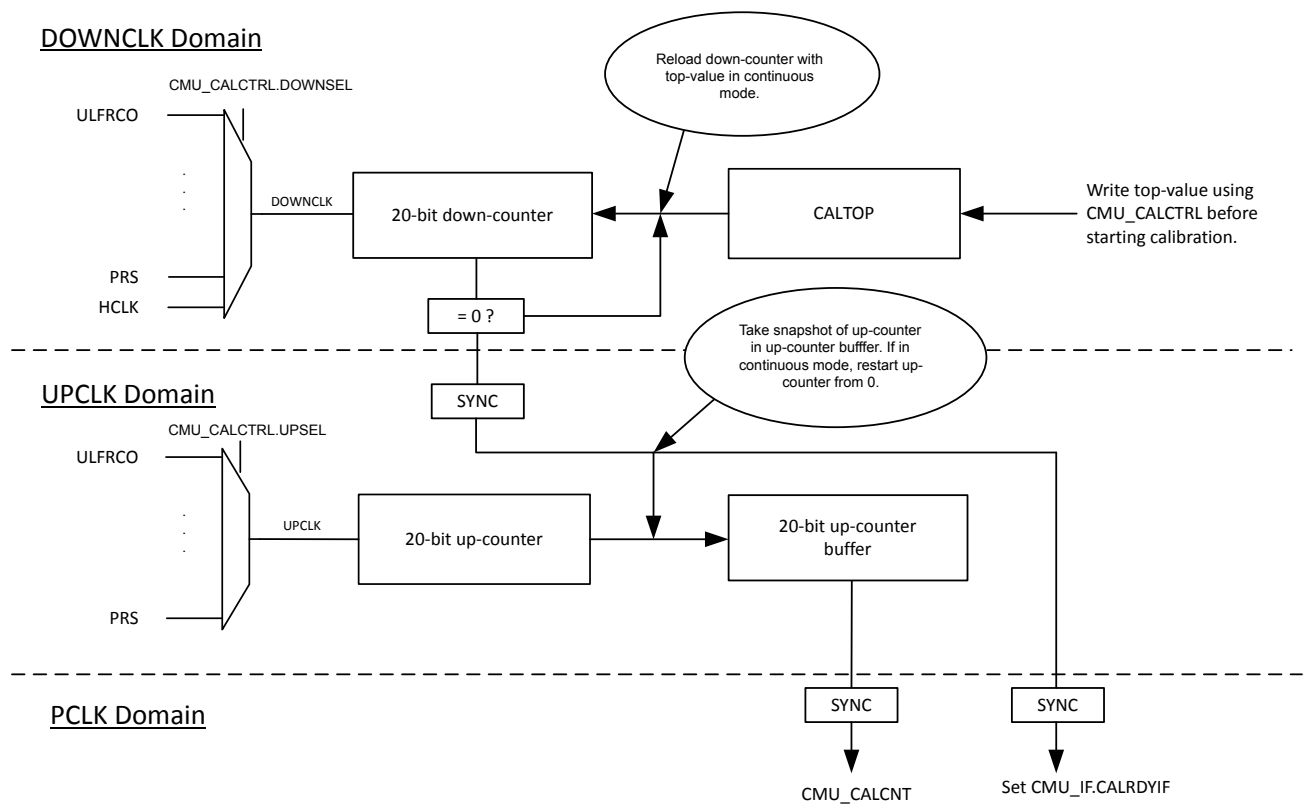 DOWNCLK Domain
CMU_CALCTRL.DOWNSEL
ULFRCO
.
.
.
PRS
HCLK
DOWNCLK
20-bit down-counter
= 0 ?
Reload down-counter with
top-value in continuous
mode.
CALTOP
Write top-value using
CMU_CALCTRL before
starting calibration.
Take snapshot of up-counter
in up-counter bufffer. If in
continuous mode, restart up-
counter from 0.
UPCLK Domain
SYNC
CMU_CALCTRL.UPSEL
ULFRCO
.
.
.
PRS
UPCLK
20-bit up-counter
20-bit up-counter
buffer
PCLK Domain
SYNC
SYNC
CMU_CALCNT
Set CMU_IF.CALRDYIF